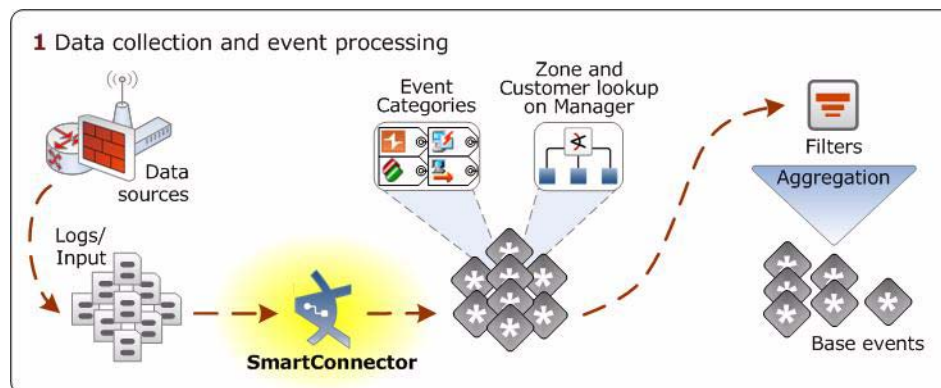 1 Data collection and event processing
Event
Categories
Zone and
Customer lookup
on Manager
Data
sources
Filters
Aggregation
Logs/
Input
SmartConnector
Base events